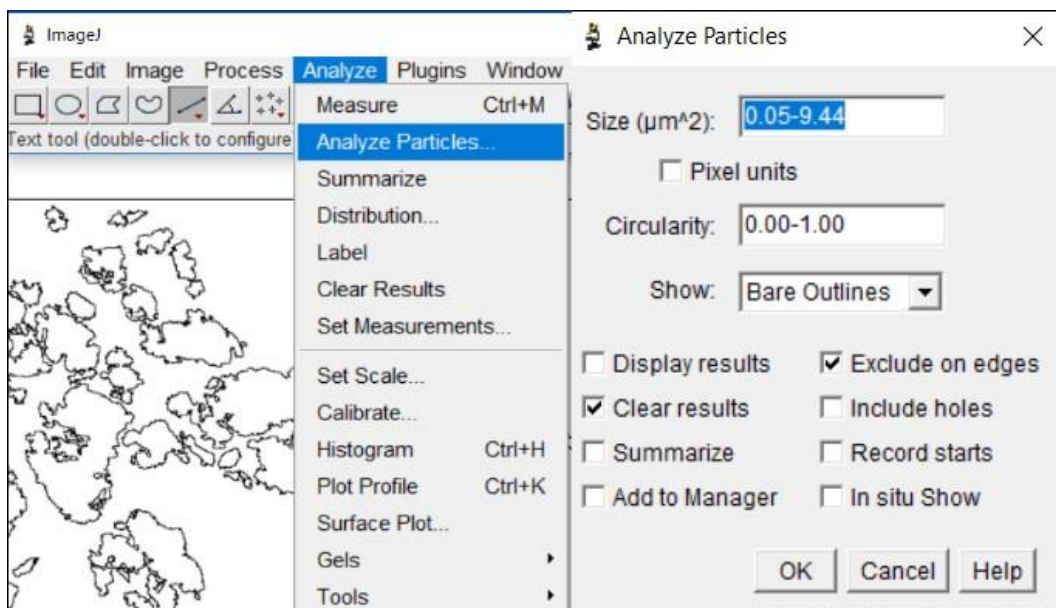 ImageJ
File Edit Image Process Analyze Plugins Window
Text tool (double-click to configure
Measure Ctrl+M
Analyze Particles...
Summarize
Distribution...
Label
Clear Results
Set Measurements...
Set Scale...
Calibrate...
Histogram Ctrl+H
Plot Profile Ctrl+K
Surface Plot...
Gels
Tools
Analyze Particles
Size (µm^2): 0.05-9.44
Pixel units
Circularity: 0.00-1.00
Show: Bare Outlines
Display results Exclude on edges
Clear results Include holes
Summarize Record starts
Add to Manager In situ Show
OK Cancel Help